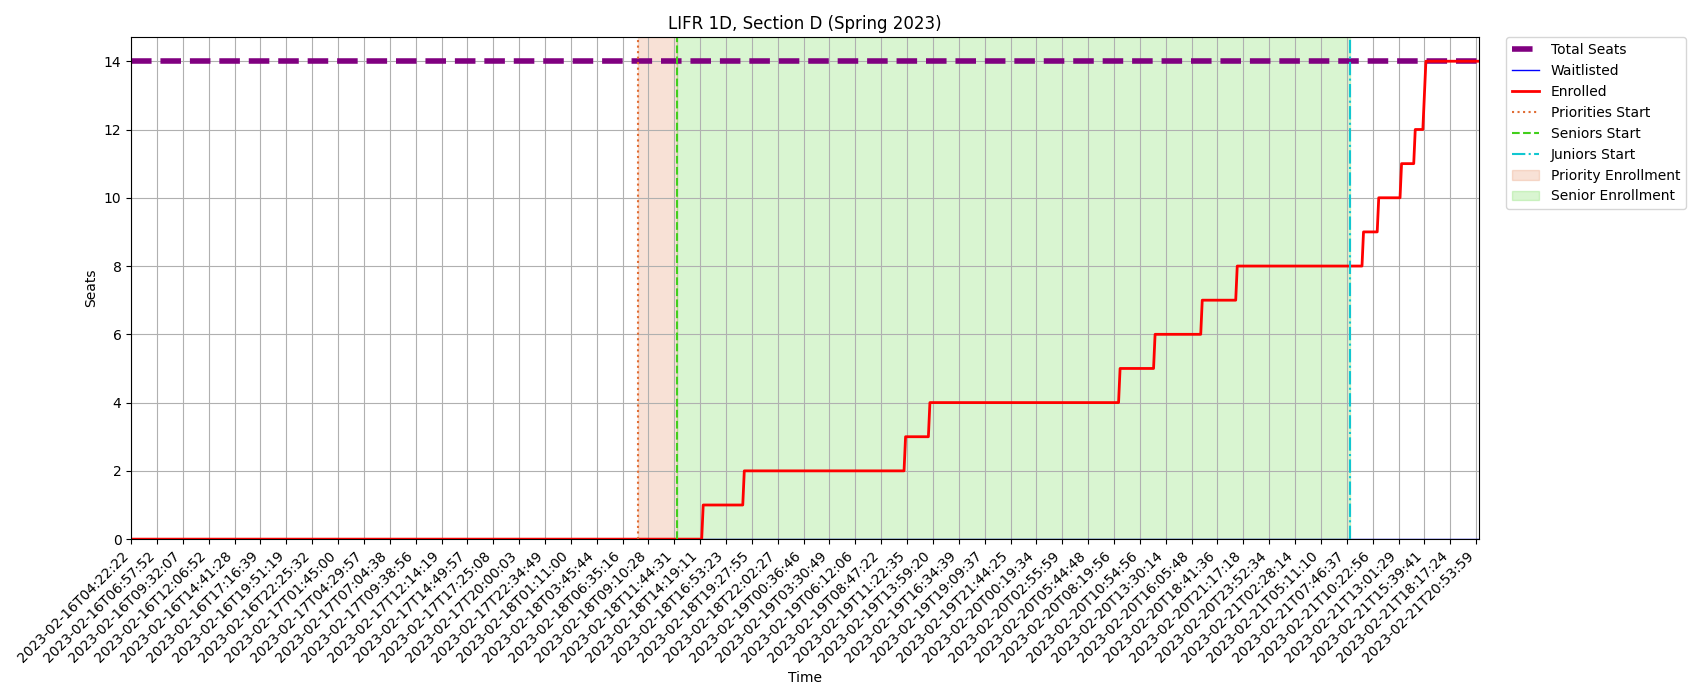 LIFR 1D, Section D (Spring 2023)
Total Seats
Waitlisted
Enrolled
Priorities Start
Seniors Start
Juniors Start
Priority Enrollment
Senior Enrollment
Seats
14
12
10
8
6
4
2
0
2023-02-16T04:22:22
2023-02-16T06:57:52
2023-02-16T09:32:07
2023-02-16T12:06:52
2023-02-16T14:41:28
2023-02-16T17:16:39
2023-02-16T19:51:19
2023-02-16T22:25:32
2023-02-17T01:45:00
2023-02-17T04:29:57
2023-02-17T07:04:38
2023-02-17T09:38:56
2023-02-17T12:14:19
2023-02-17T14:49:57
2023-02-17T17:25:08
2023-02-17T20:00:03
2023-02-17T22:34:49
2023-02-18T01:11:00
2023-02-18T03:45:44
2023-02-18T06:35:16
2023-02-18T09:10:28
2023-02-18T11:44:31
2023-02-18T14:19:11
2023-02-18T16:53:23
2023-02-18T19:27:55
2023-02-18T22:02:27
2023-02-19T00:36:46
2023-02-19T03:30:49
2023-02-19T06:12:06
2023-02-19T08:47:22
2023-02-19T11:22:35
2023-02-19T13:59:20
2023-02-19T16:34:39
2023-02-19T19:09:37
2023-02-19T21:44:25
2023-02-20T00:19:34
2023-02-20T02:55:59
2023-02-20T05:44:48
2023-02-20T08:19:56
2023-02-20T10:54:56
2023-02-20T13:30:14
2023-02-20T16:05:48
2023-02-20T18:41:36
2023-02-20T21:17:18
2023-02-20T23:52:34
2023-02-21T02:28:14
2023-02-21T05:11:10
2023-02-21T07:46:37
2023-02-21T10:22:56
2023-02-21T13:01:29
2023-02-21T15:39:41
2023-02-21T18:17:24
2023-02-21T20:53:59
Time